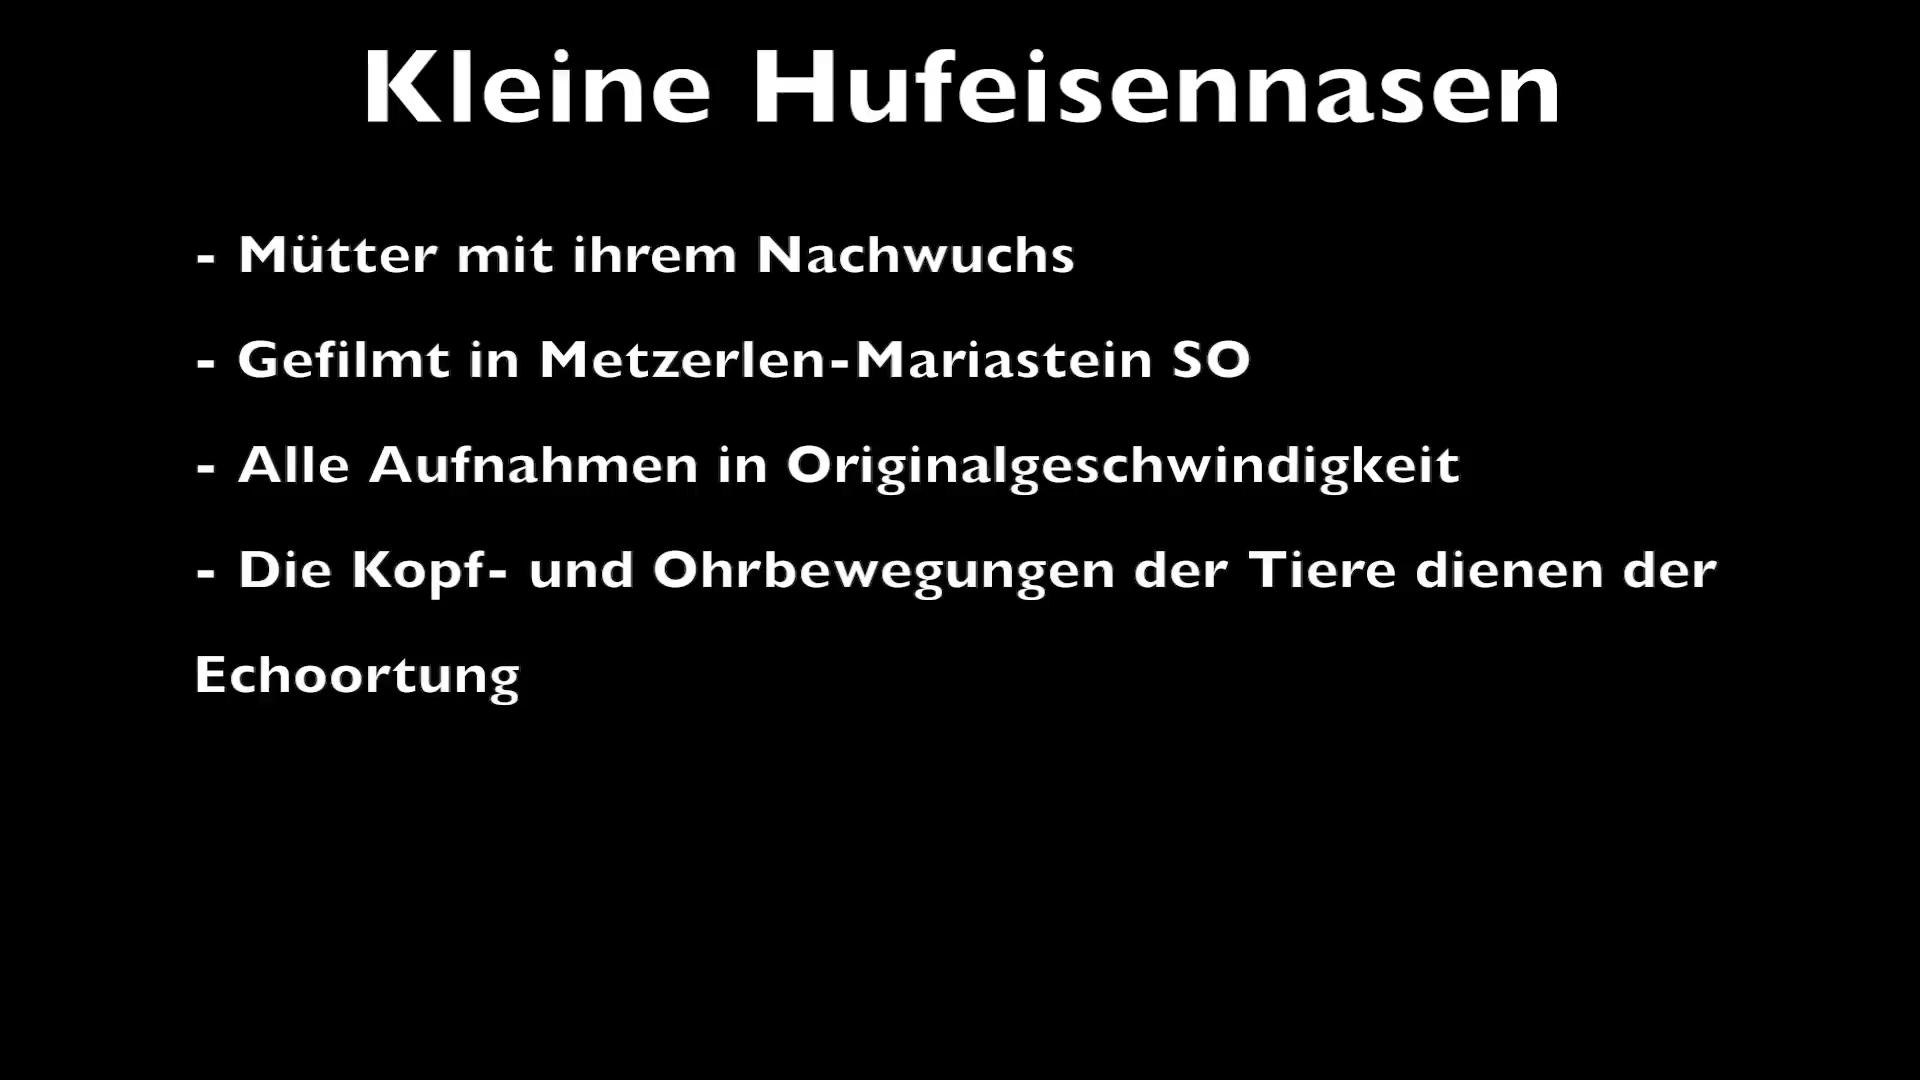 Kleine Hufeisennasen
- Mütter mit ihrem Nachwuchs
- Gefilmt in Metzerlen-Mariastein SO
- Alle Aufnahmen in Originalgeschwindigkeit
- Die Kopf- und Ohrbewegungen der Tiere dienen der
Echoortung